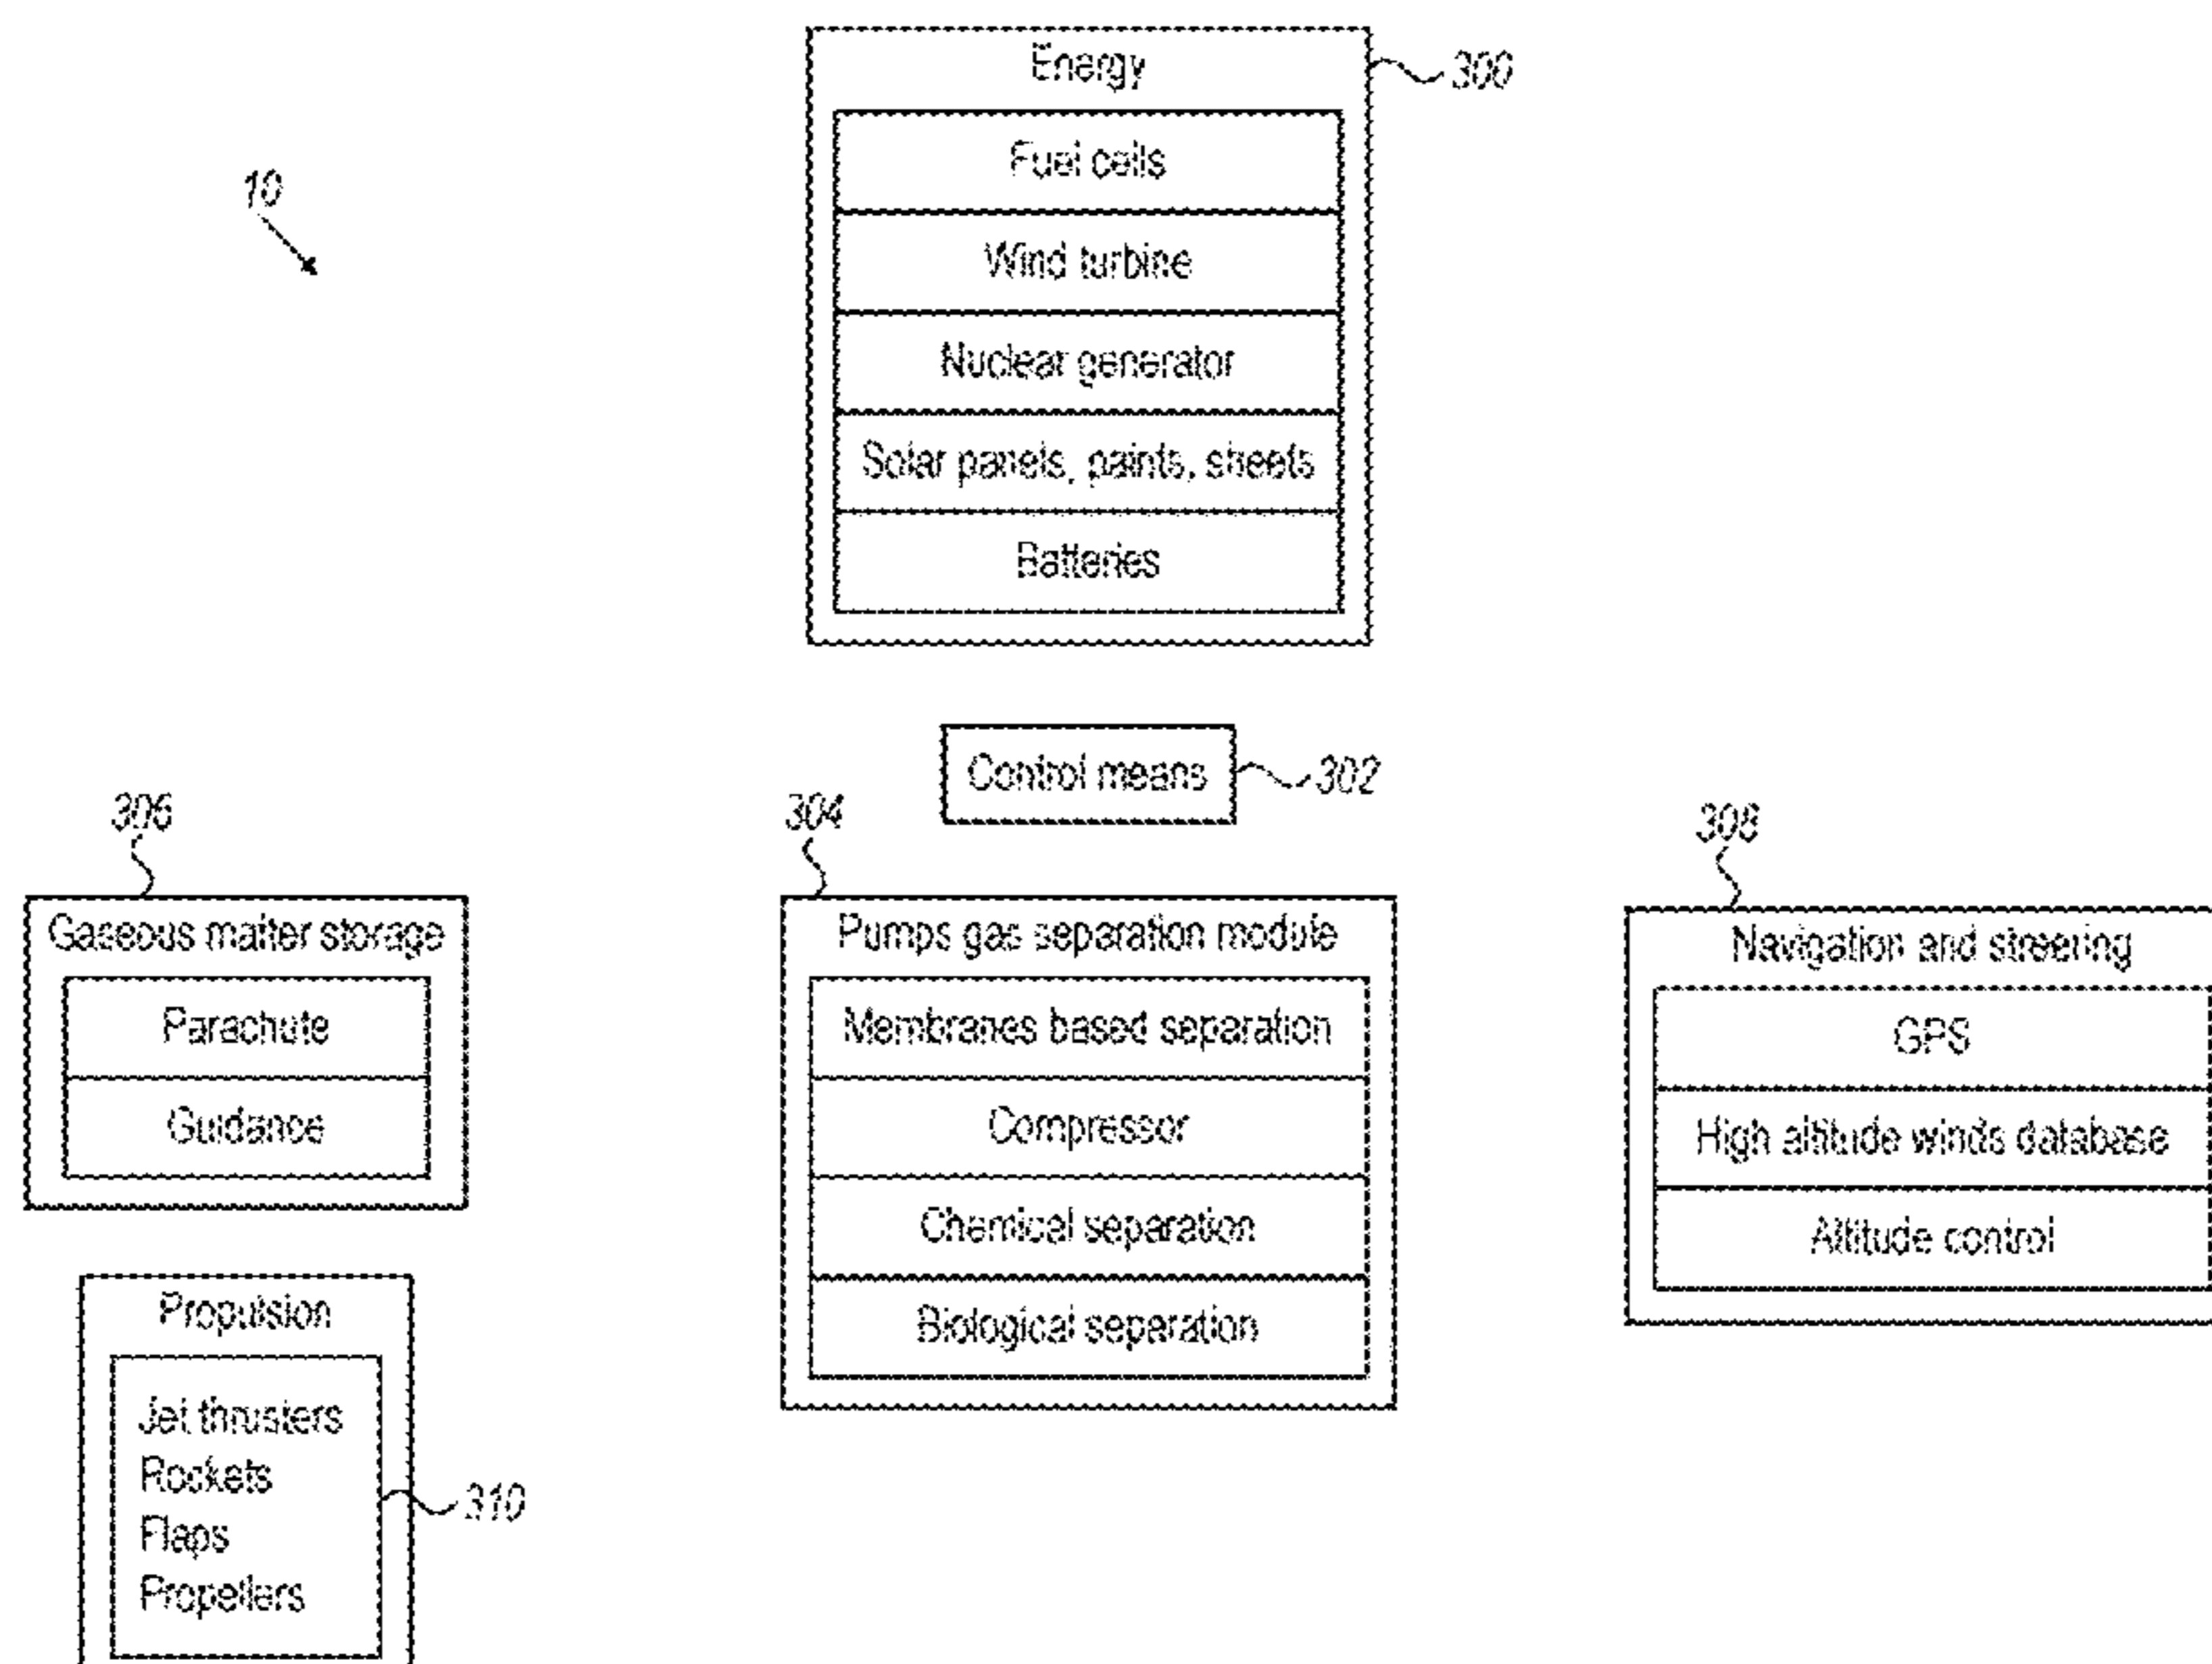 Energy
300
Fuel cells
10
Wind turbine
Nuclear generator
Solar panels, paints, sheets
Batteries
Control means
302
306
304
308
Gaseous matter storage
Parachute
Guidance
Pumps gas separation module
Membranes based separation
Compressor
Chemical separation
Biological separation
Navigation and streering
GPS
High altitude winds database
Altitude control
Propulsion
Jet thrusters
Rockets
Flaps
Propellers
310